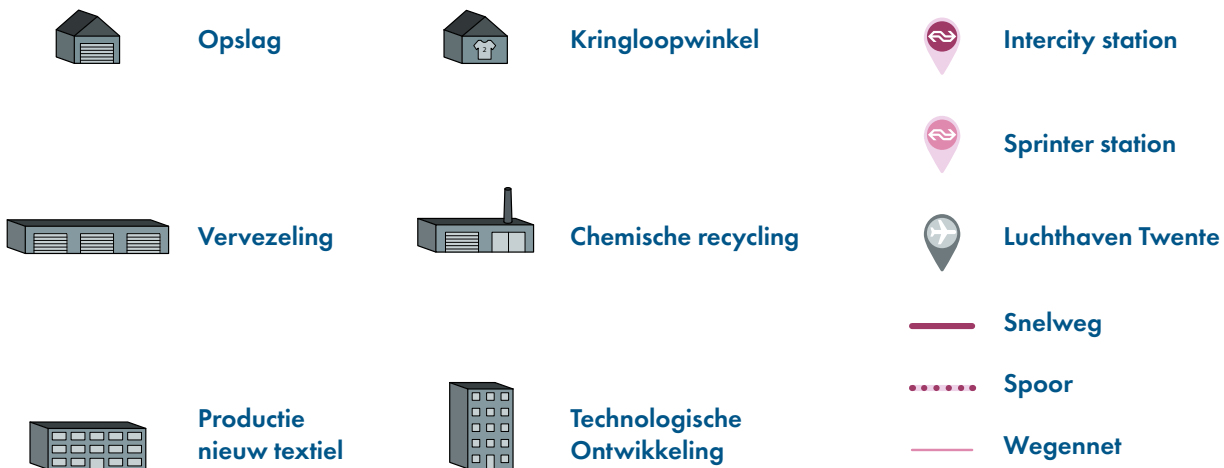 Opslag
Kringloopwinkel
2
Intercity station
Sprinter station
Vervezeling
Chemische recycling
Luchthaven Twente
Snelweg
Spoor
Productie
nieuw textiel
Technologische
Ontwikkeling
Wegennet